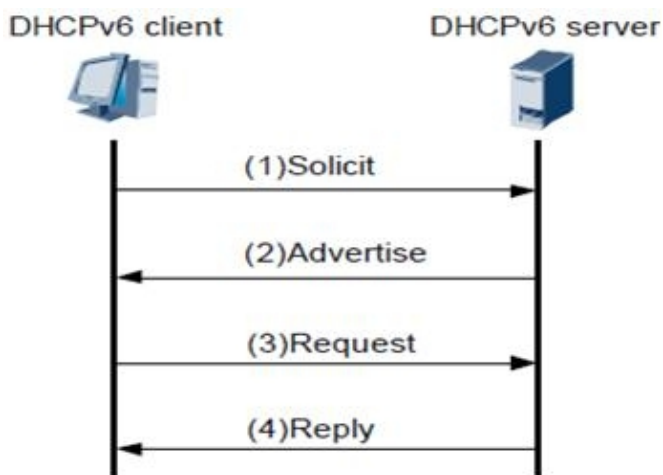 DHCPv6 client
DHCPv6 server
(1)Solicit
(2)Advertise
(3)Request
(4)Reply